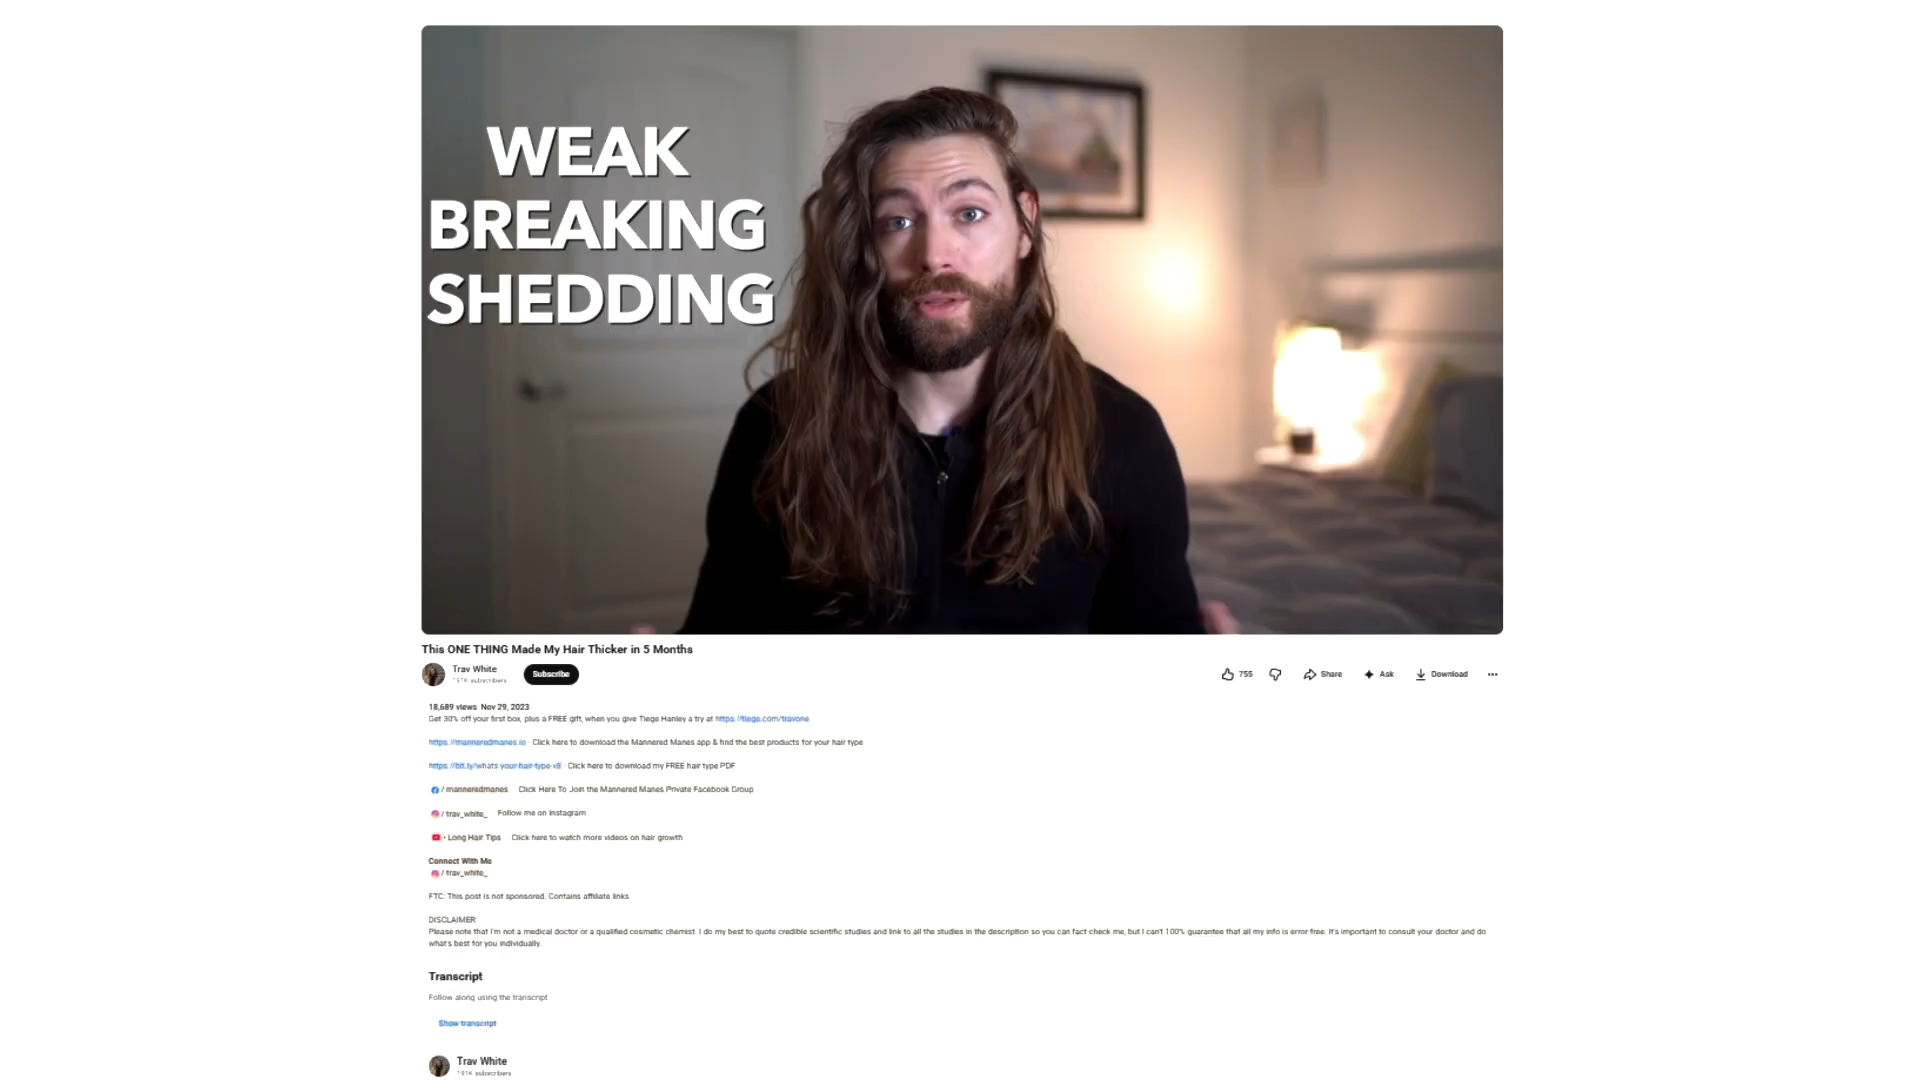 WEAK
BREAKING
SHEDDING
This ONE THING Made My Hair Thicker in 5 Months
Trav White
subscribers
Subscribe
755
Share
Ask
Download
18,689 views Nov 29, 2023
Get 30% off your first box, plus a FREE gift, when you give Tiege Hanley a try at https://tiege.com/travone
https://manneredmanes.io - Click here to download the Mannered Manes app & find the best products for your hair type
https://bit.ly/whats-your-hair-type-v8 - Click here to download my FREE hair type PDF
/ manneredmanes Click Here To Join the Mannered Manes Private Facebook Group
/ trav_white_ Follow me on Instagram
• Long Hair Tips Click here to watch more videos on hair growth
Connect With Me
/ trav_white_
FTC: This post is not sponsored. Contains affiliate links
DISCLAIMER:
Please note that I'm not a medical doctor or a qualified cosmetic chemist. I do my best to quote credible scientific studies and link to all the studies in the description so you can fact-check me, but I can't 100% guarantee that all my info is error-free. It's important to consult your doctor and do
what's best for you individually.
Transcript
Follow along using the transcript
Show transcript
Trav White
191K subscribers